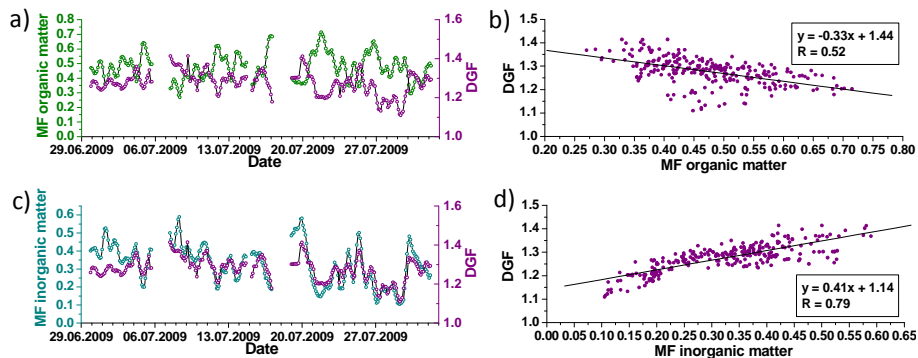 a)
0.8
0.7
0.6
0.5
0.4
0.3
0.2
0.1
0.0
MF organic matter
1.6
1.4
1.2
1.0
DGF
29.06.2009 06.07.2009 13.07.2009 20.07.2009 27.07.2009
Date
b)
1.5
1.4
1.3
1.2
1.1
1.0
DGF
y = -0.33x + 1.44
R = 0.52
0.20 0.25 0.30 0.35 0.40 0.45 0.50 0.55 0.60 0.65 0.70 0.75 0.80
MF organic matter
c)
0.6
0.5
0.4
0.3
0.2
0.1
0.0
MF inorganic matter
1.6
1.4
1.2
1.0
DGF
29.06.2009 06.07.2009 13.07.2009 20.07.2009 27.07.2009
Date
d)
1.5
1.4
1.3
1.2
1.1
1.0
DGF
y = 0.41x + 1.14
R = 0.79
0.00 0.05 0.10 0.15 0.20 0.25 0.30 0.35 0.40 0.45 0.50 0.55 0.60 0.65
MF inorganic matter